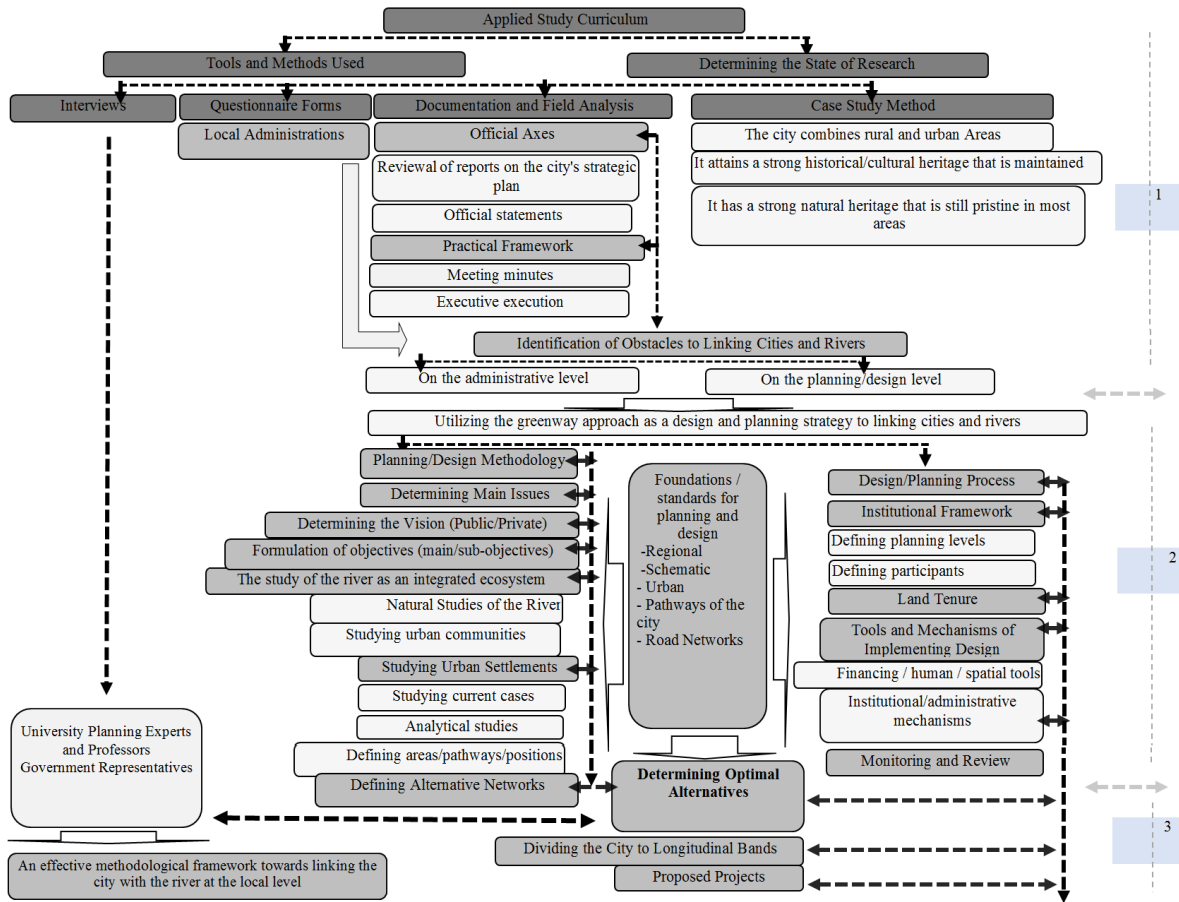 Applied Study Curriculum
Tools and Methods Used
Determining the State of Research
Interviews
Questionnaire Forms
Documentation and Field Analysis
Case Study Method
Local Administrations
Official Axes
Reviewal of reports on the city's strategic
plan
Official statements
Practical Framework
Meeting minutes
Executive execution
The city combines rural and urban Areas
It attains a strong historical/cultural heritage that is maintained
It has a strong natural heritage that is still pristine in most
areas
1
Identification of Obstacles to Linking Cities and Rivers
On the administrative level
On the planning/design level
Utilizing the greenway approach as a design and planning strategy to linking cities and rivers
Planning/Design Methodology
Determining Main Issues
Determining the Vision (Public/Private)
Formulation of objectives (main/sub-objectives)
The study of the river as an integrated ecosystem
Natural Studies of the River
Studying urban communities
Studying Urban Settlements
Studying current cases
Analytical studies
Defining areas/pathways/positions
Defining Alternative Networks
Foundations /
standards for
planning and
design
-Regional
-Schematic
- Urban
- Pathways of the
city
- Road Networks
Design/Planning Process
Institutional Framework
Defining planning levels
Defining participants
Land Tenure
Tools and Mechanisms of
Implementing Design
Financing / human / spatial tools
Institutional/administrative
mechanisms
Monitoring and Review
2
University Planning Experts
and Professors
Government Representatives
Determining Optimal
Alternatives
Dividing the City to Longitudinal Bands
Proposed Projects
3
An effective methodological framework towards linking the
city with the river at the local level